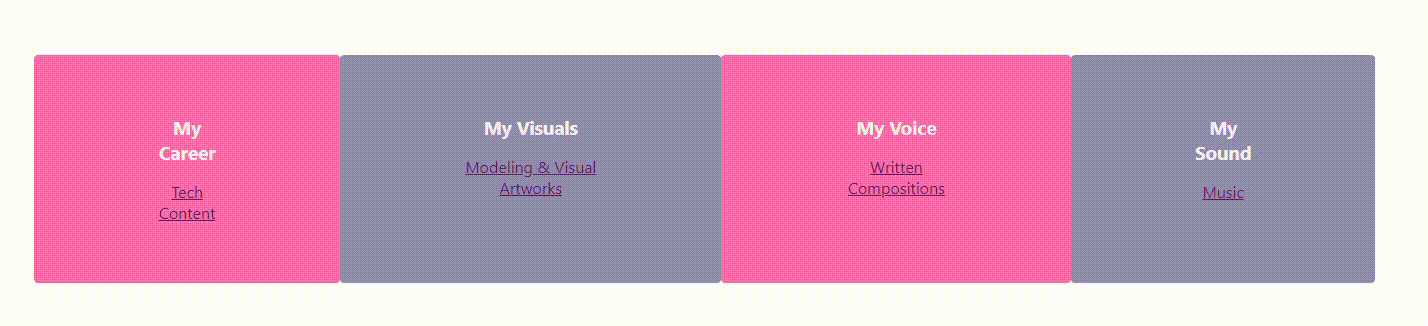 My
Career
Tech
Content
My Visuals
Modeling & Visual
Artworks
My Voice
Written
Compositions
My
Sound
Music